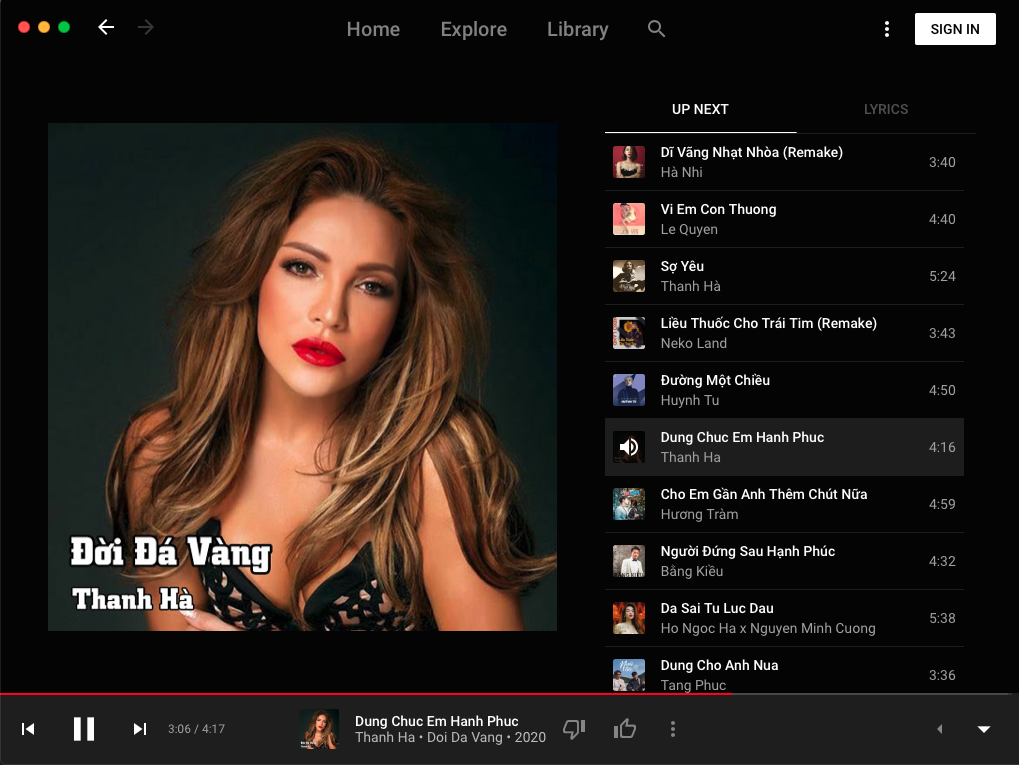 Home
Explore
Library
SIGN IN
UP NEXT
LYRICS
Dĩ Vãng Nhạt Nhòa (Remake)
Hà Nhi
3:40
Vi Em Con Thuong
Le Quyen
4:40
Sợ Yêu
Thanh Hà
5:24
Liều Thuốc Cho Trái Tim (Remake)
Neko Land
3:43
Đường Một Chiều
Huynh Tu
4:50
Dung Chuc Em Hanh Phuc
Thanh Ha
4:16
Cho Em Gần Anh Thêm Chút Nữa
Hương Tràm
4:59
Người Đứng Sau Hạnh Phúc
Bằng Kiều
4:32
Da Sai Tu Luc Dau
Ho Ngoc Ha x Nguyen Minh Cuong
5:38
Dung Cho Anh Nua
Tang Phuc
3:36
Đời Đá Vàng
Thanh Hà
3:06 / 4:17
Dung Chuc Em Hanh Phuc
Thanh Ha • Doi Da Vang • 2020